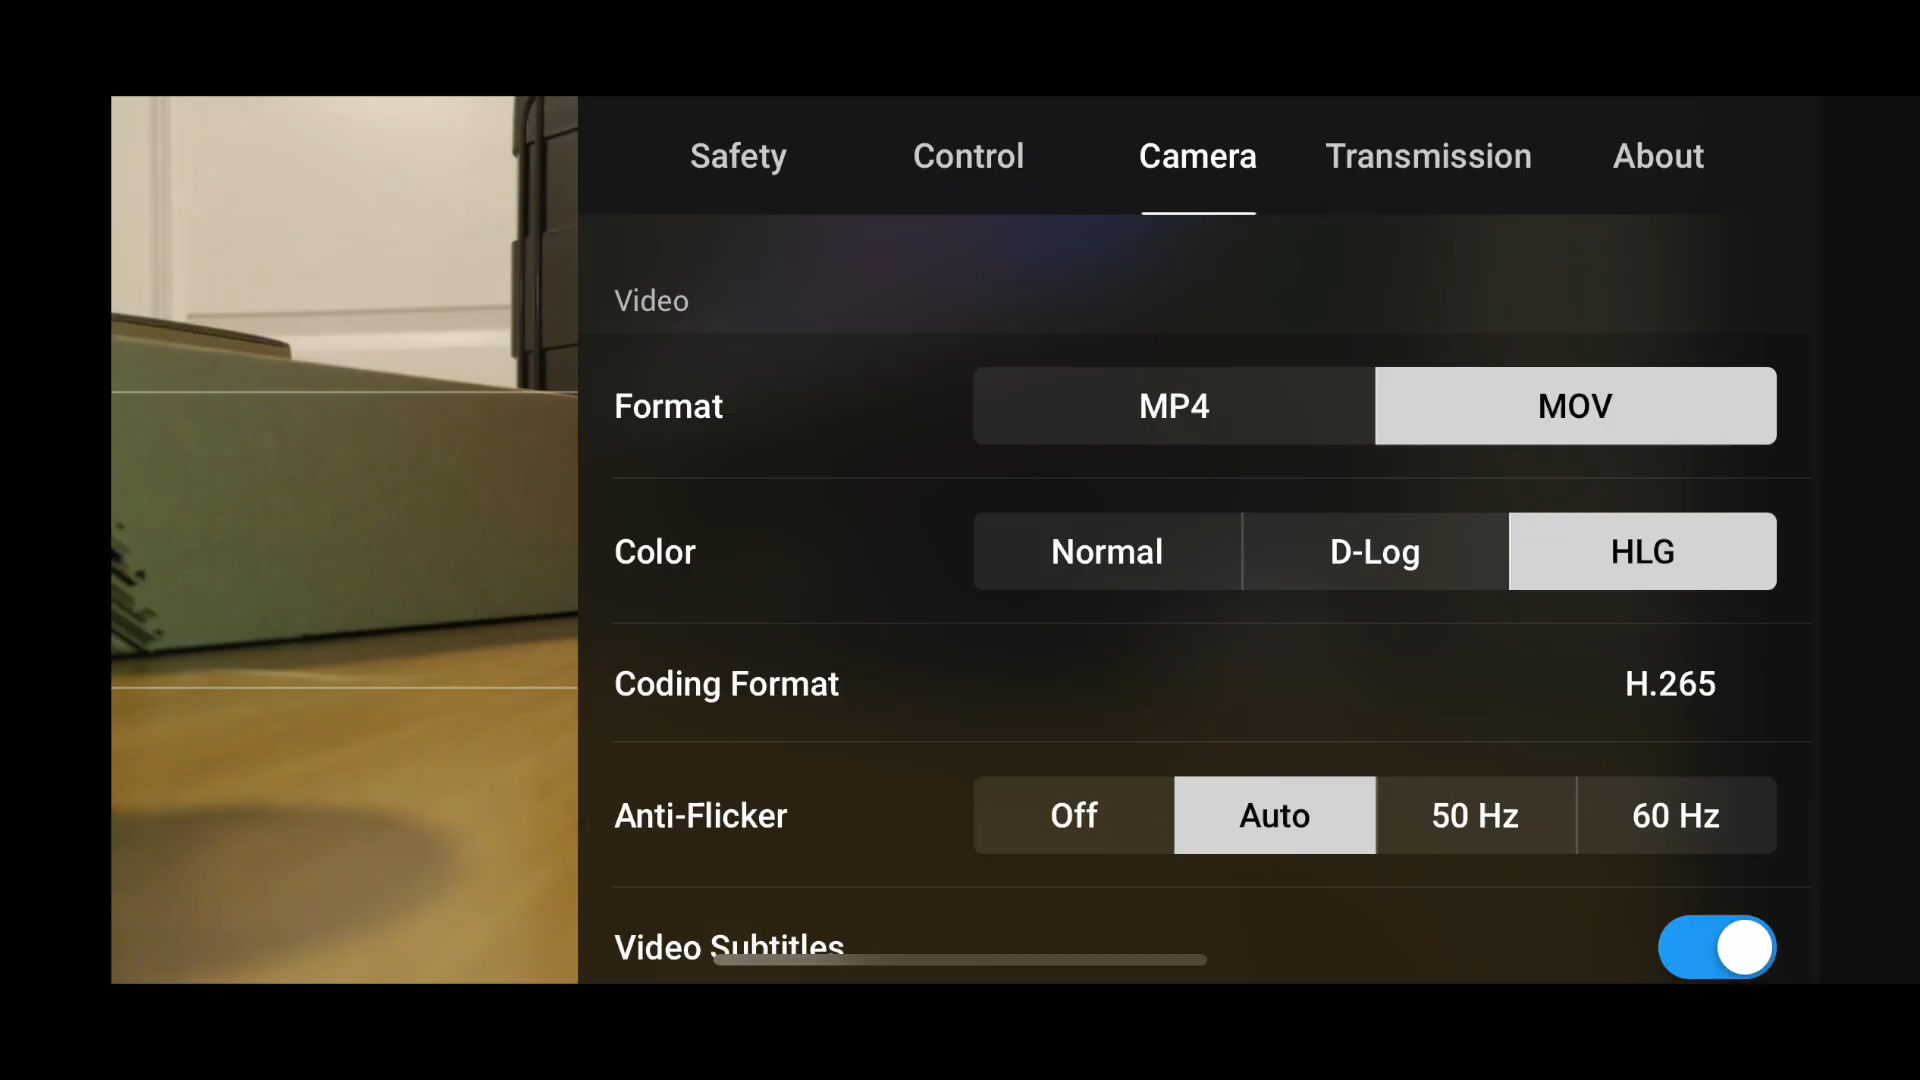 Safety Control Camera Transmission About
Video
Format MP4 MOV
Color Normal D-Log HLG
Coding Format H.265
Anti-Flicker Off Auto 50 Hz 60 Hz
Video Subtitles